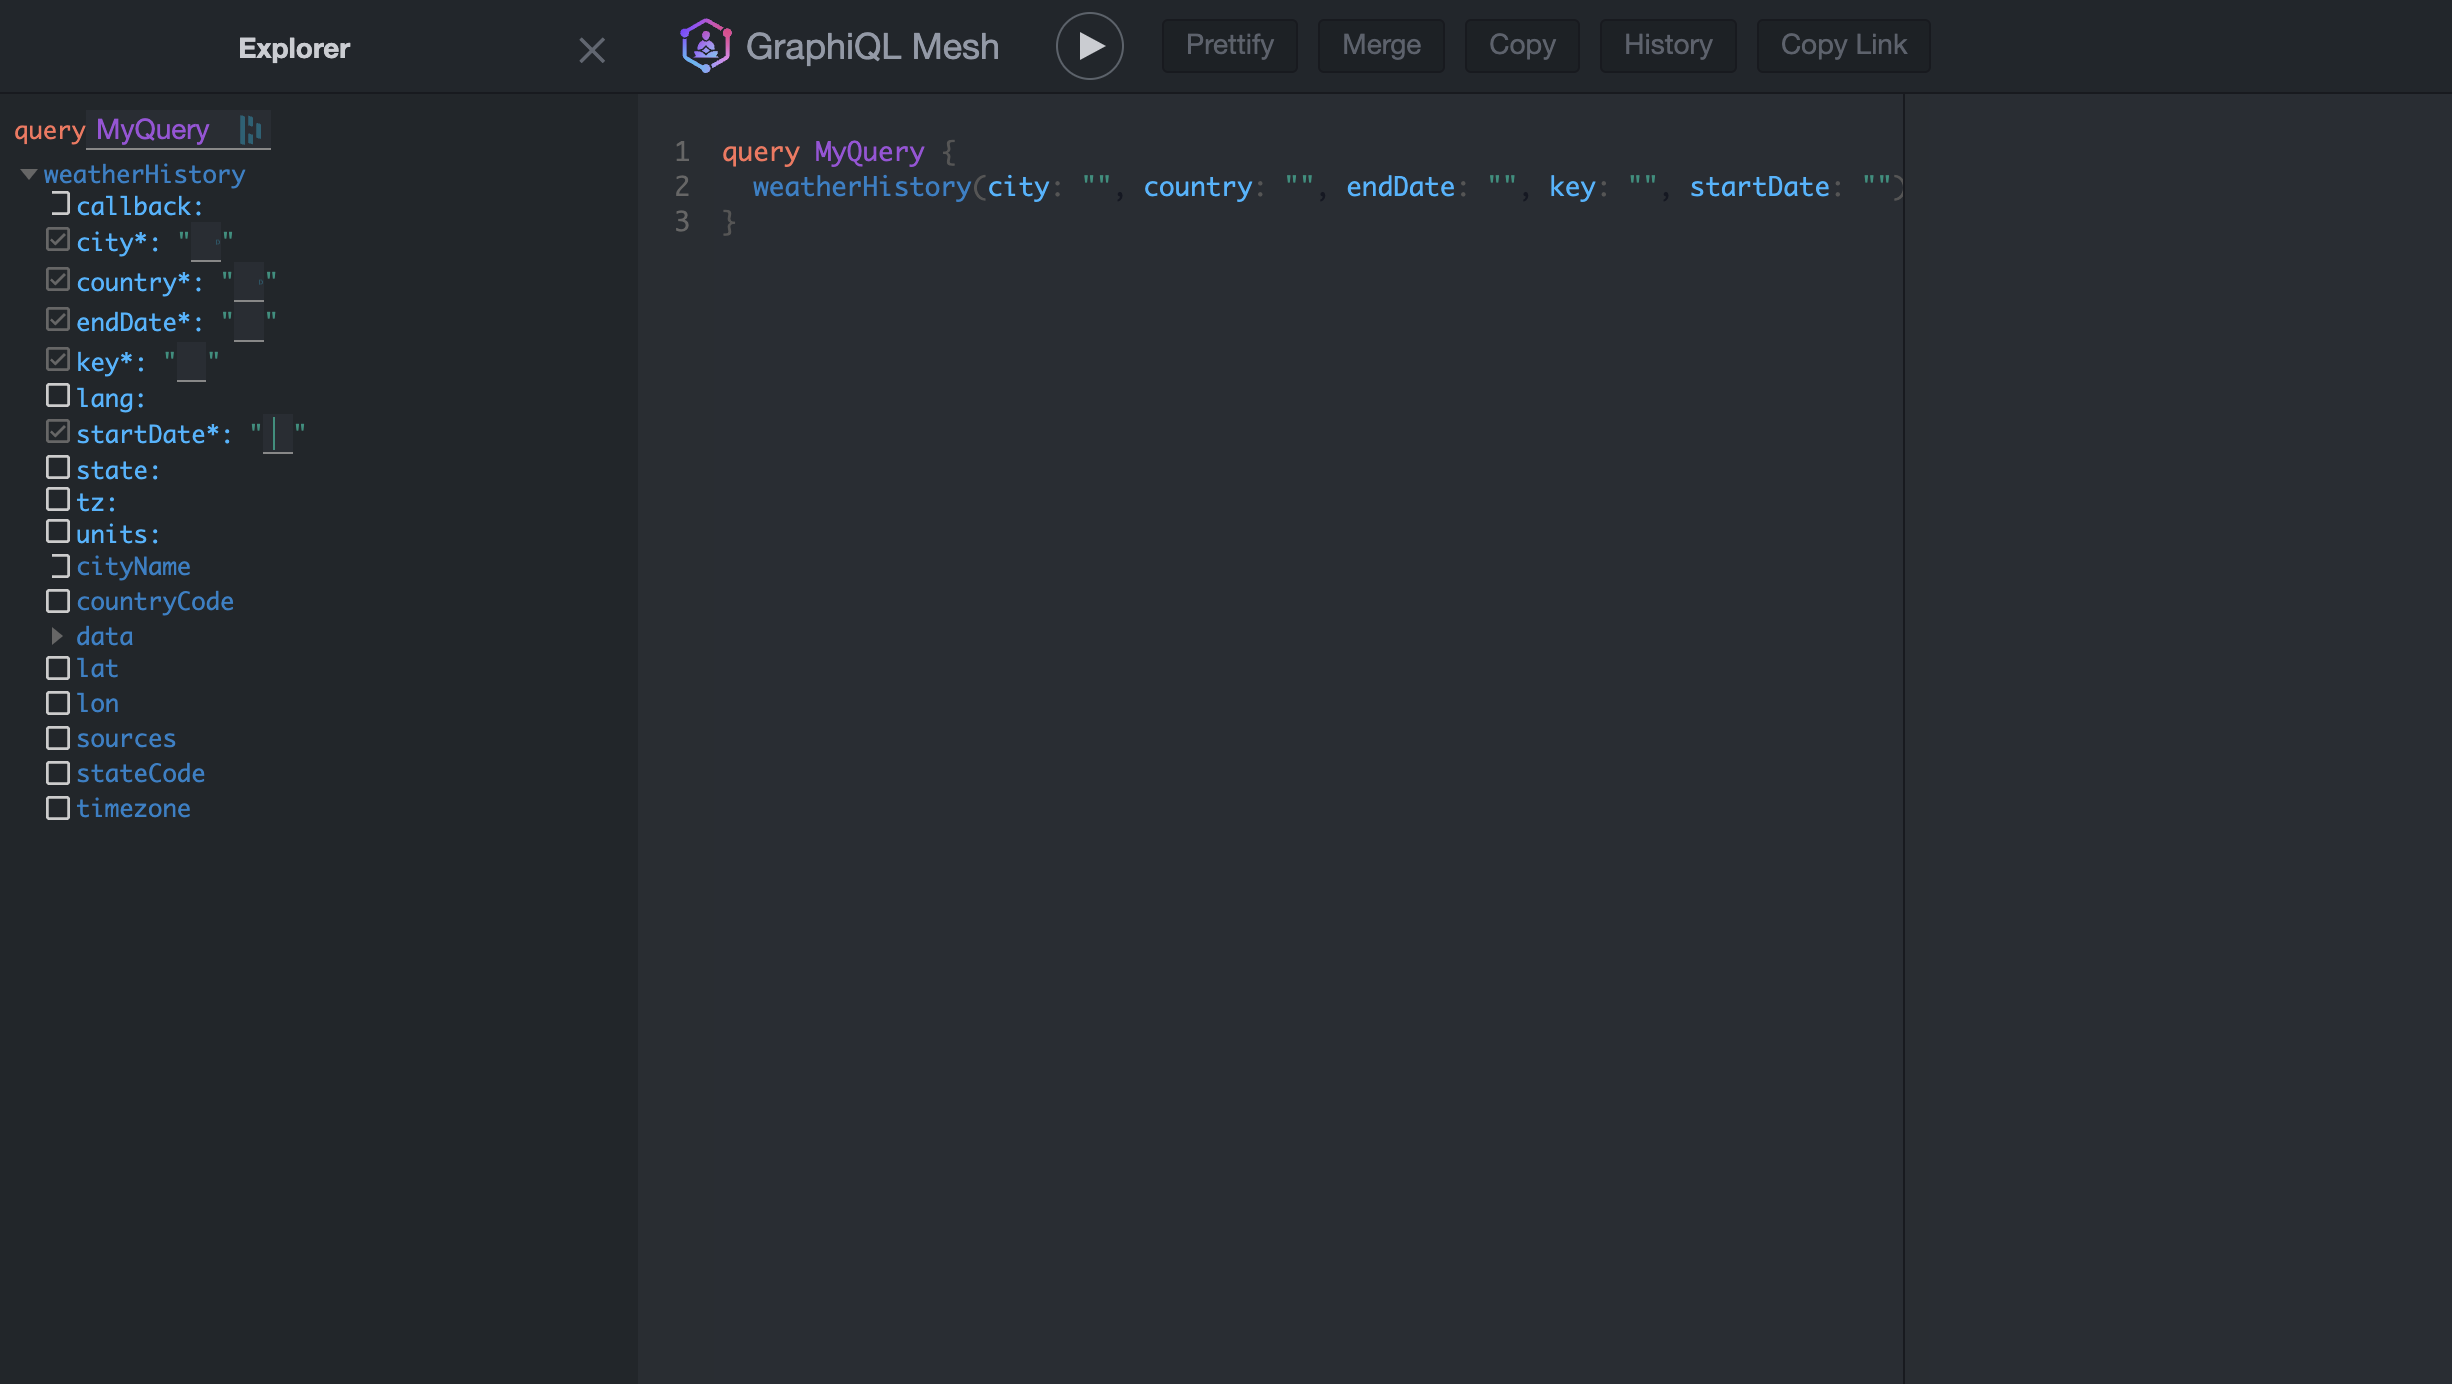 Explorer
GraphiQL Mesh
Prettify
Merge
Copy
History
Copy Link
query MyQuery
weatherHistory
callback:
city*: " "
country*: " "
endDate*: " "
key*: " "
lang:
startDate*: " "
state:
tz:
units:
cityName
countryCode
data
lat
lon
sources
stateCode
timezone
1 query MyQuery {
2 weatherHistory(city: "", country: "", endDate: "", key: "", startDate: "")
3 }